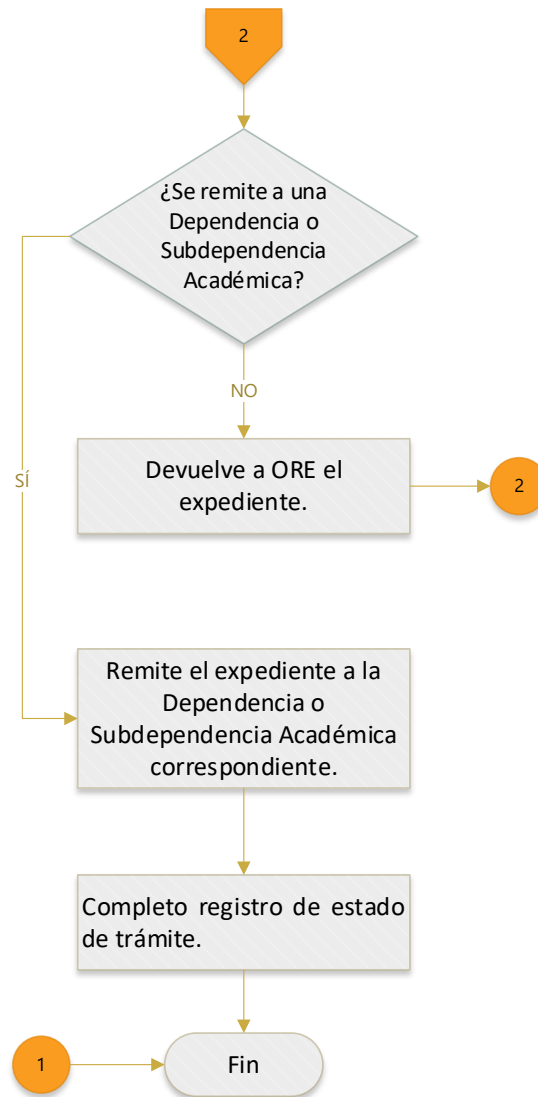 2
¿Se remite a una
Dependencia o
Subdependencia
Académica?
NO
SÍ
Devuelve a ORE el
expediente.
2
Remite el expediente a la
Dependencia o
Subdependencia Académica
correspondiente.
Completo registro de estado
de trámite.
1
Fin